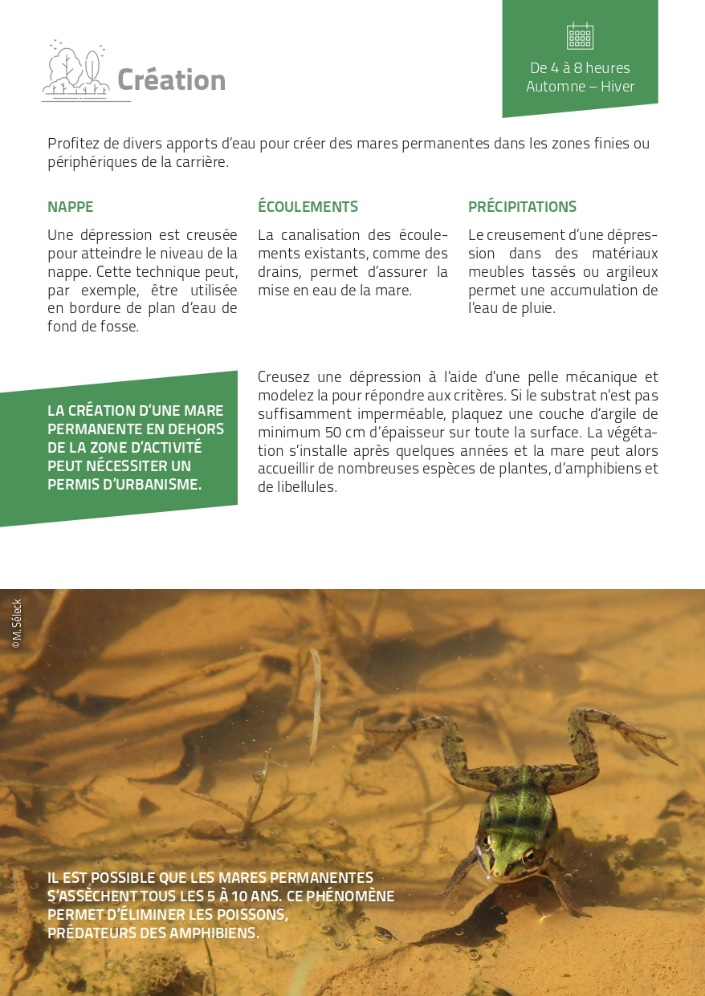 Création
De 4 à 8 heures
Automne – Hiver
Profitez de divers apports d'eau pour créer des mares permanentes dans les zones finies ou
périphériques de la carrière.
NAPPE
Une dépression est creusée
pour atteindre le niveau de la
nappe. Cette technique peut,
par exemple, être utilisée
en bordure de plan d'eau de
fond de fosse.
ÉCOULEMENTS
La canalisation des écoule-
ments existants, comme des
drains, permet d'assurer la
mise en eau de la mare.
PRÉCIPITATIONS
Le creusement d'une dépres-
sion dans des matériaux
meubles tassés ou argileux
permet une accumulation de
l'eau de pluie.
LA CRÉATION D'UNE MARE
PERMANENTE EN DEHORS
DE LA ZONE D'ACTIVITÉ
PEUT NÉCESSITER UN
PERMIS D'URBANISME.
Creusez une dépression à l'aide d'une pelle mécanique et
modelez la pour répondre aux critères. Si le substrat n'est pas
suffisamment imperméable, plaquez une couche d'argile de
minimum 50 cm d'épaisseur sur toute la surface. La végéta-
tion s'installe après quelques années et la mare peut alors
accueillir de nombreuses espèces de plantes, d'amphibiens et
de libellules.
© M. Séleck
IL EST POSSIBLE QUE LES MARES PERMANENTES
S'ASSÈCHENT TOUS LES 5 À 10 ANS. CE PHÉNOMÈNE
PERMET D'ÉLIMINER LES POISSONS,
PRÉDATEURS DES AMPHIBIENS.